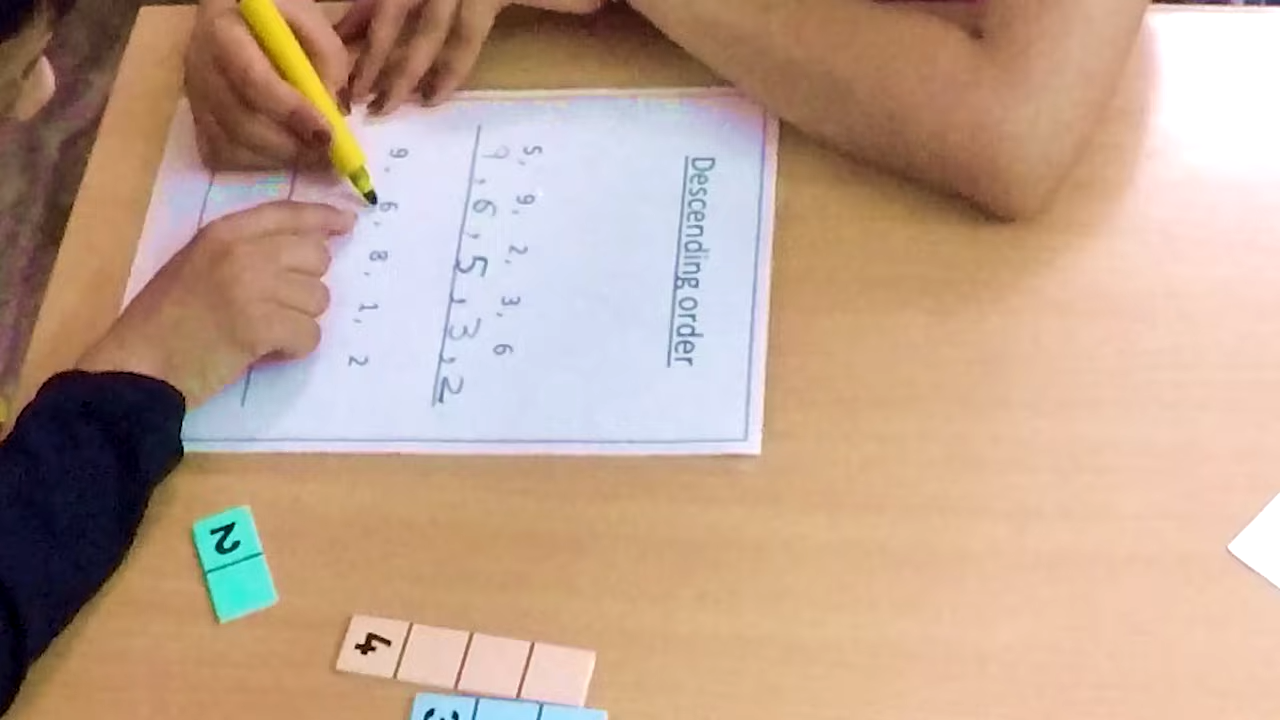 Descending order
5, 9, 2, 3, 6
9, 6, 5, 3, 2
9, 6, 8, 1, 2
2
4
3